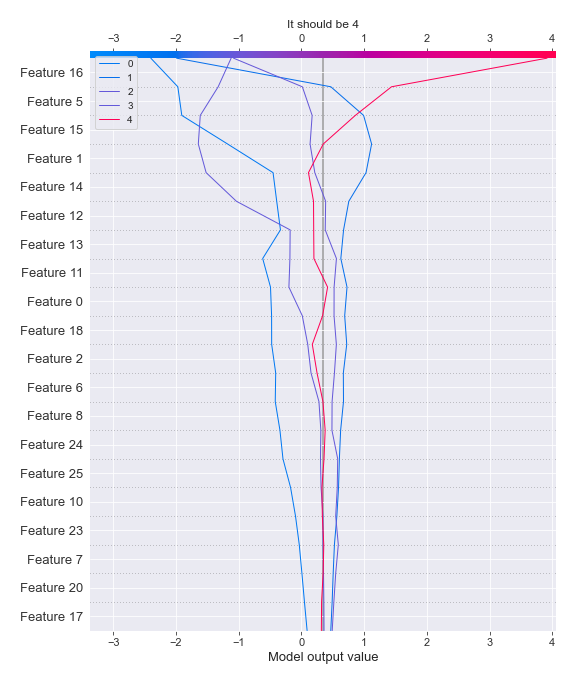 It should be 4
−3 −2 −1 0 1 2 3 4
0
1
2
3
4
Feature 16
Feature 5
Feature 15
Feature 1
Feature 14
Feature 12
Feature 13
Feature 11
Feature 0
Feature 18
Feature 2
Feature 6
Feature 8
Feature 24
Feature 25
Feature 10
Feature 23
Feature 7
Feature 20
Feature 17
−3 −2 −1 0 1 2 3 4
Model output value